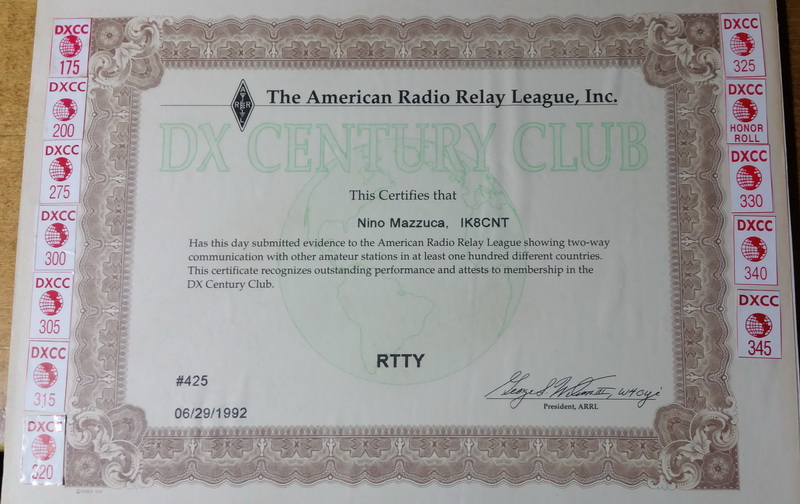 DXCC
175
DXCC
200
DXCC
275
DXCC
300
DXCC
305
DXCC
315
DXCC
320
The American Radio Relay League, Inc.
DX CENTURY CLUB
This Certifies that
Nino Mazzuca, IK8CNT
Has this day submitted evidence to the American Radio Relay League showing two-way
communication with other amateur stations in at least one hundred different countries.
This certificate recognizes outstanding performance and attests to membership in the
DX Century Club.
RTTY
#425
06/29/1992
W4OYI
President, ARRL
DXCC
325
DXCC
HONOR
ROLL
DXCC
330
DXCC
340
DXCC
345